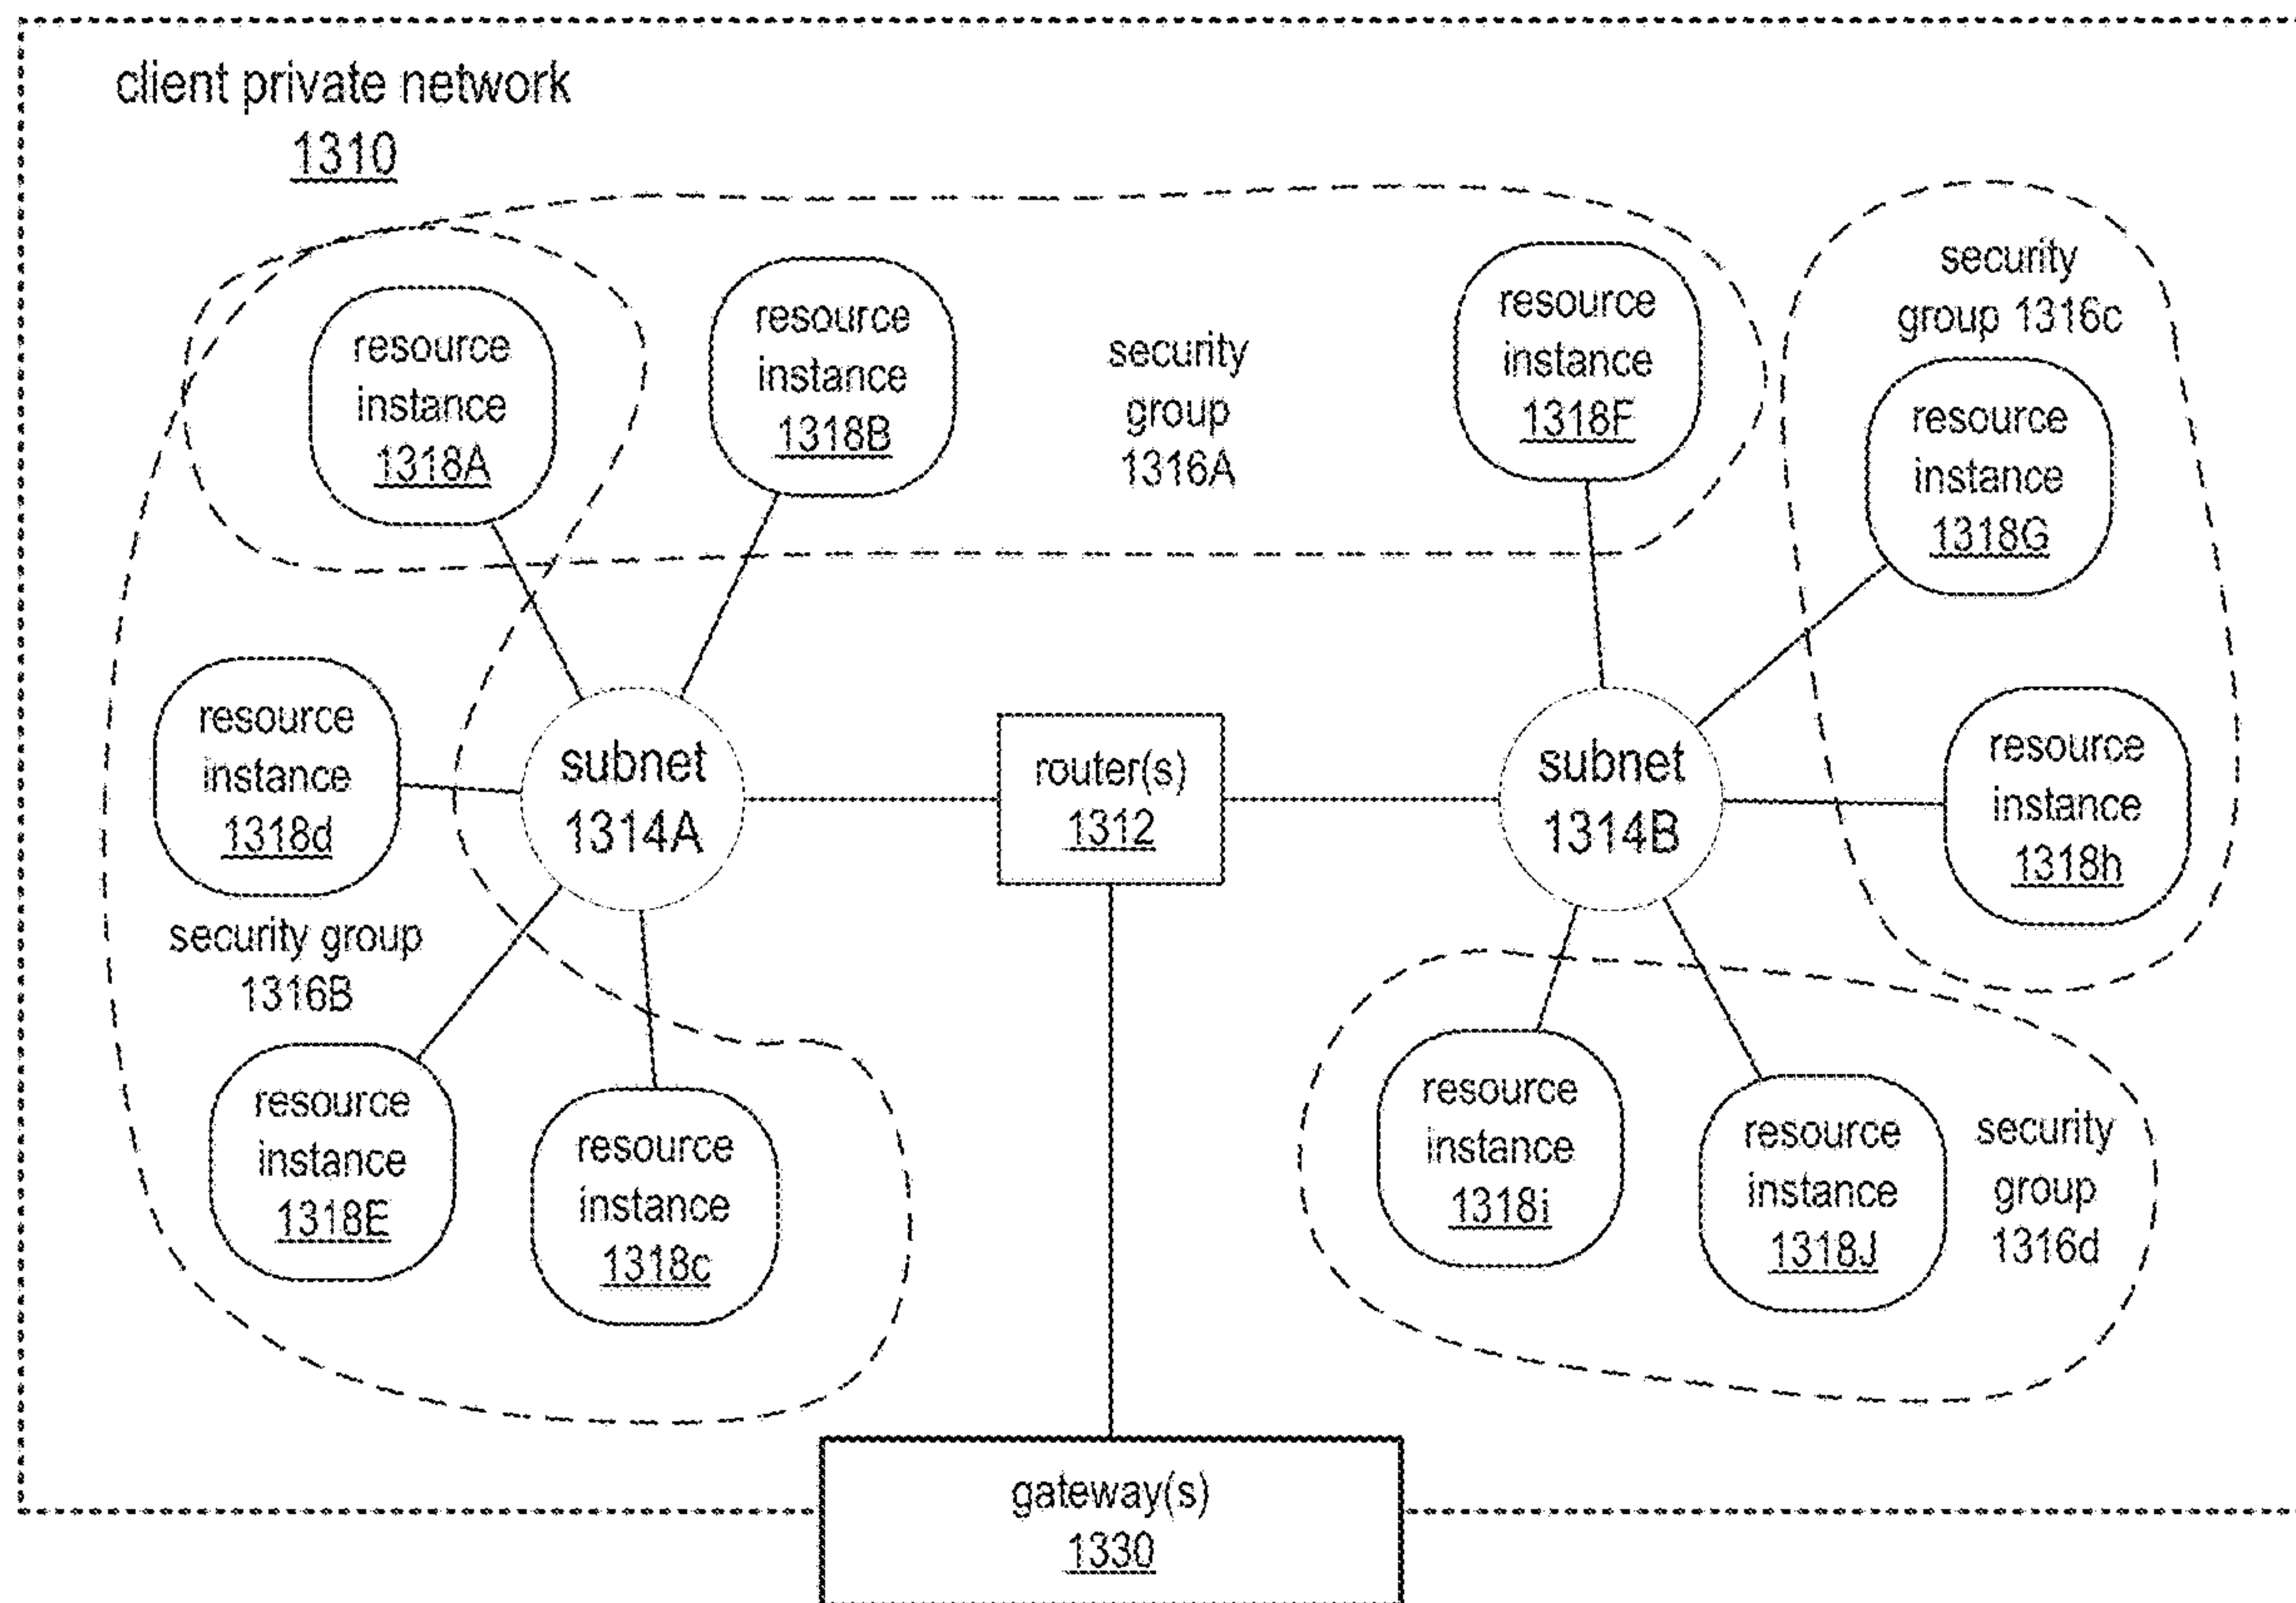 client private network
1310
resource
instance
1318A
resource
instance
1318B
security
group
1316A
resource
instance
1318F
security
group 1316c
resource
instance
1318G
resource
instance
1318d
subnet
1314A
router(s)
1312
subnet
1314B
resource
instance
1318h
security group
1316B
resource
instance
1318E
resource
instance
1318c
resource
instance
1318i
resource
instance
1318J
security
group
1316d
gateway(s)
1330